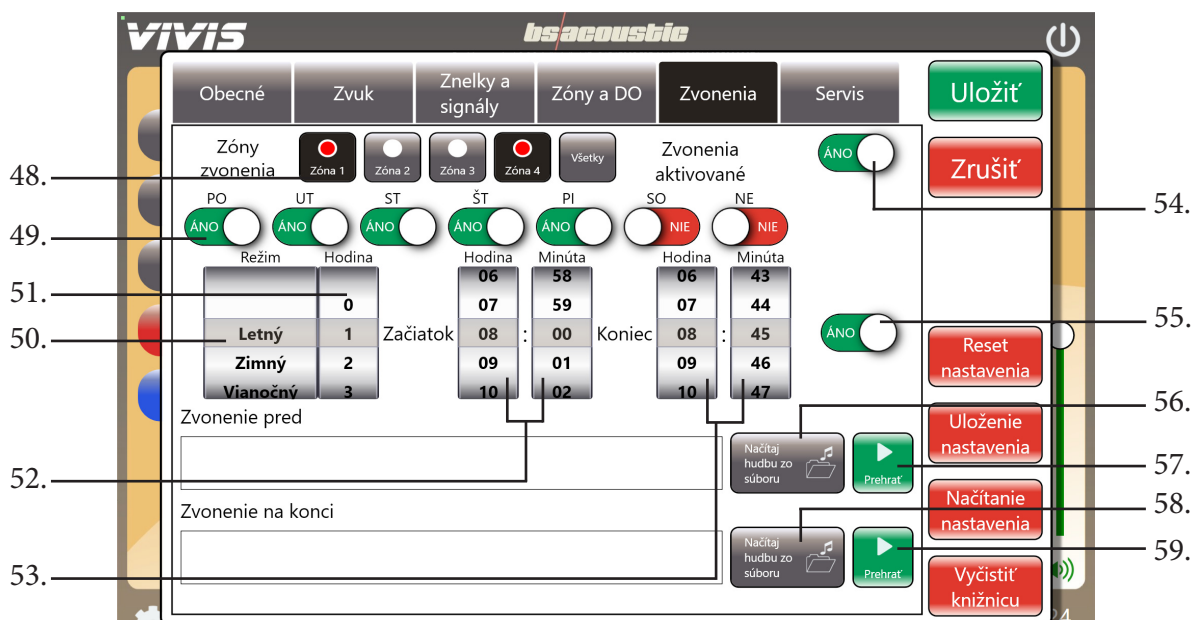 VIVIS
bsacoustic
Obecné
Zvuk
Znelky a
signály
Zóny a DO
Zvonenia
Servis
Uložiť
Zrušiť
Zóny
zvonenia
Zóna 1
Zóna 2
Zóna 3
Zóna 4
Všetky
Zvonenia
aktivované
ÁNO
48.
54.
PO
UT
ST
ŠT
PI
SO
NE
ÁNO
ÁNO
ÁNO
ÁNO
ÁNO
NIE
NIE
49.
Režim
Hodina
Hodina
Minúta
Hodina
Minúta
06
58
06
43
51.
0
07
59
07
44
50.
Letný
1
Začiatok
08
:
00
Koniec
08
:
45
ÁNO
55.
Zimný
2
09
01
09
46
Vianočný
3
10
02
10
47
Reset
nastavenia
Zvonenie pred
56.
Načítaj
hudbu zo
súboru
Prehrať
Uloženie
nastavenia
57.
52.
Zvonenie na konci
58.
Načítaj
hudbu zo
súboru
Prehrať
Načítanie
nastavenia
59.
53.
Vyčistiť
knižnicu
24